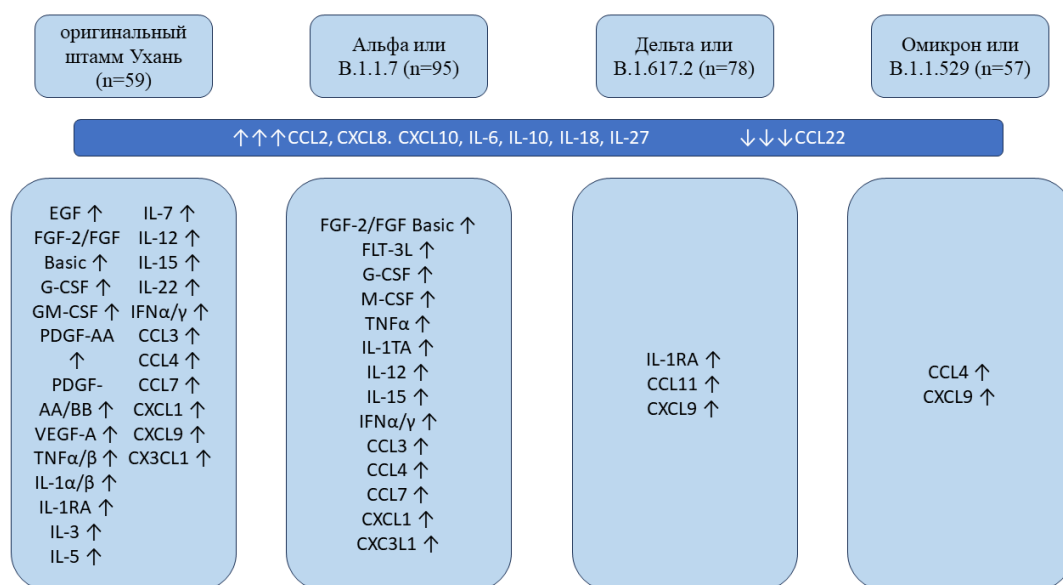 оригинальный
штамм Ухань
(n=59)
Альфа или
B.1.1.7 (n=95)
Дельта или
B.1.617.2 (n=78)
Омикрон или
B.1.1.529 (n=57)
↑↑↑CCL2, CXCL8. CXCL10, IL-6, IL-10, IL-18, IL-27 ↓↓↓CCL22
EGF ↑
FGF-2/FGF
Basic ↑
G-CSF ↑
GM-CSF ↑
PDGF-AA
↑
PDGF-
AA/BB ↑
VEGF-A ↑
TNFα/β ↑
IL-1α/β ↑
IL-1RA ↑
IL-3 ↑
IL-5 ↑
IL-7 ↑
IL-12 ↑
IL-15 ↑
IL-22 ↑
IFNα/γ ↑
CCL3 ↑
CCL4 ↑
CCL7 ↑
CXCL1 ↑
CXCL9 ↑
CX3CL1 ↑
FGF-2/FGF Basic ↑
FLT-3L ↑
G-CSF ↑
M-CSF ↑
TNFα ↑
IL-1TA ↑
IL-12 ↑
IL-15 ↑
IFNα/γ ↑
CCL3 ↑
CCL4 ↑
CCL7 ↑
CXCL1 ↑
CXC3L1 ↑
IL-1RA ↑
CCL11 ↑
CXCL9 ↑
CCL4 ↑
CXCL9 ↑